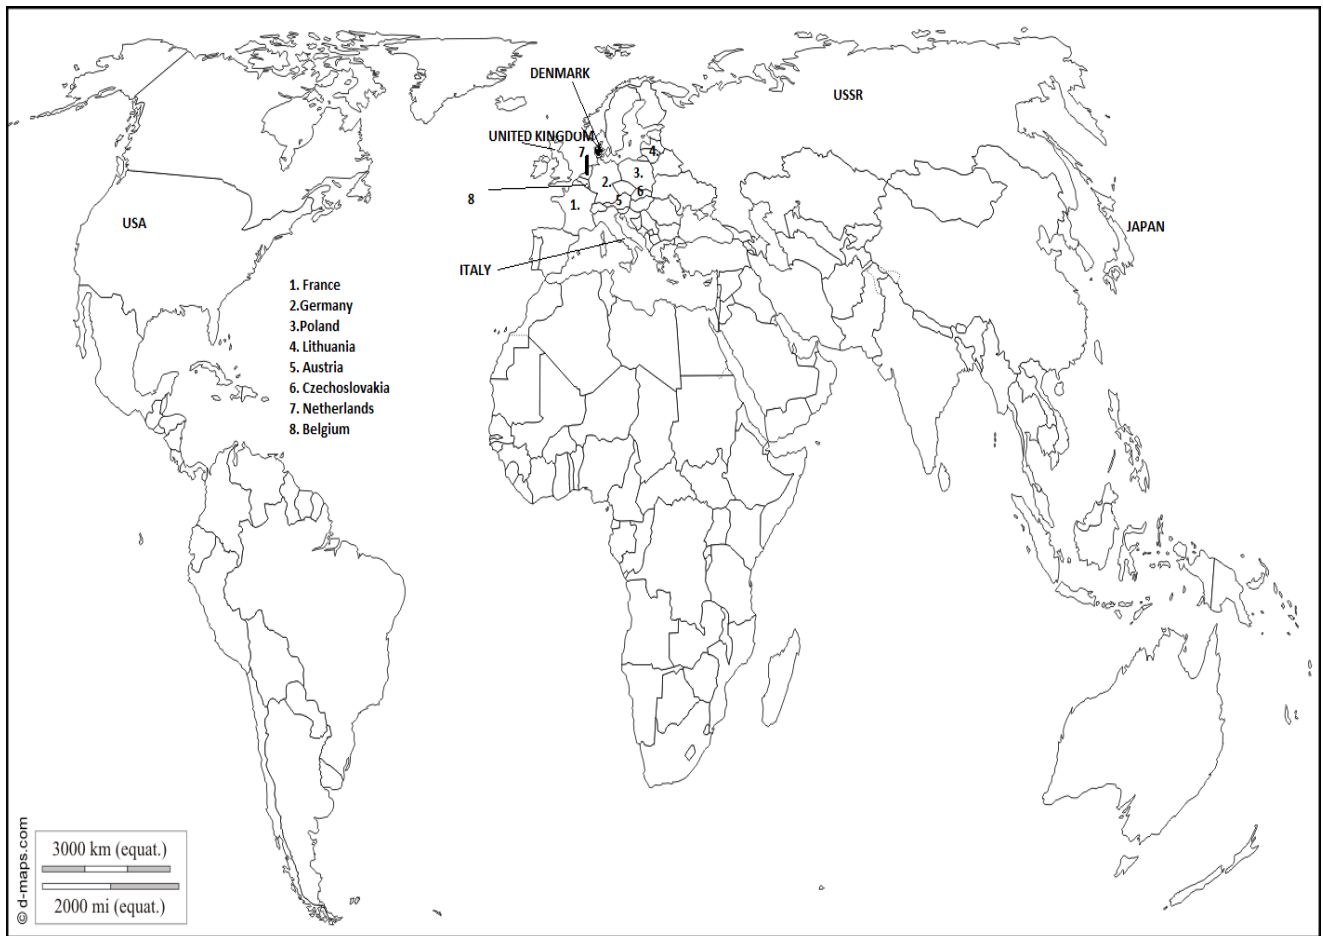 DENMARK
USSR
UNITED KINGDOM
7
4.
3.
2.
6
8
5
1.
USA
JAPAN
ITALY
1. France
2.Germany
3.Poland
4. Lithuania
5. Austria
6. Czechoslovakia
7. Netherlands
8. Belgium
3000 km (equat.)
2000 mi (equat.)
© d-maps.com